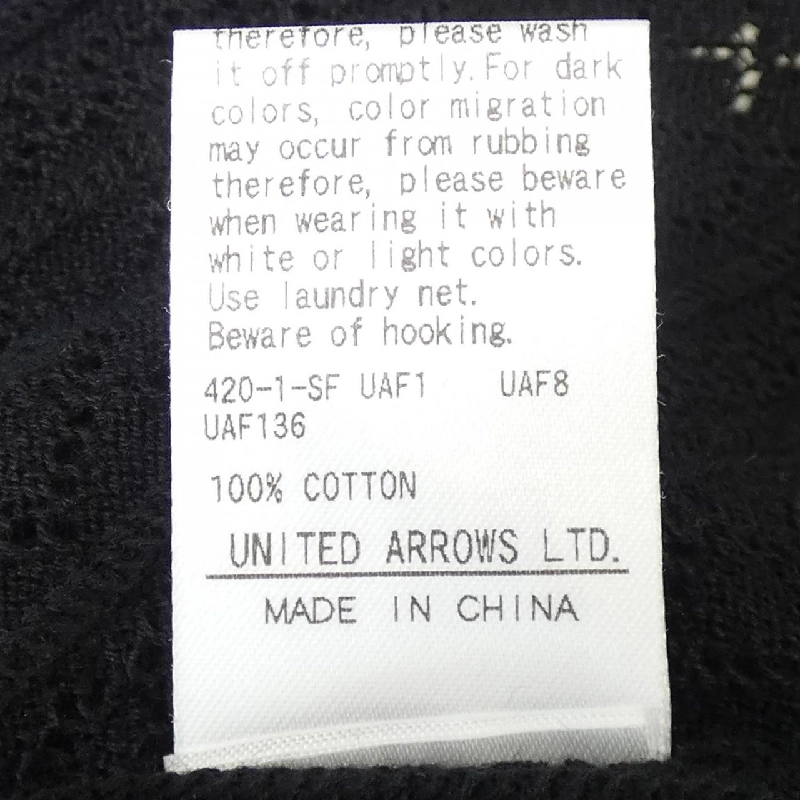 therefore, please wash
it off promptly. For dark
colors, color migration
may occur from rubbing
therefore, please beware
when wearing it with
white or light colors.
Use laundry net.
Beware of hooking.
420-1-SF UAF1 UAF8
UAF136
100% COTTON
UNITED ARROWS LTD.
MADE IN CHINA